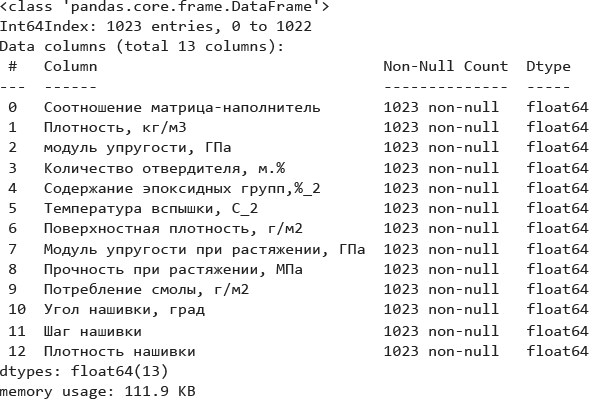 <class 'pandas.core.frame.DataFrame'>
Int64Index: 1023 entries, 0 to 1022
Data columns (total 13 columns):
 #   Column                                Non-Null Count  Dtype
---  ------                                --------------  -----
 0   Соотношение матрица-наполнитель       1023 non-null   float64
 1   Плотность, кг/м3                      1023 non-null   float64
 2   модуль упругости, ГПа                 1023 non-null   float64
 3   Количество отвердителя, м.%           1023 non-null   float64
 4   Содержание эпоксидных групп,%_2       1023 non-null   float64
 5   Температура вспышки, С_2              1023 non-null   float64
 6   Поверхностная плотность, г/м2         1023 non-null   float64
 7   Модуль упругости при растяжении, ГПа  1023 non-null   float64
 8   Прочность при растяжении, МПа         1023 non-null   float64
 9   Потребление смолы, г/м2               1023 non-null   float64
 10  Угол нашивки, град                    1023 non-null   float64
 11  Шаг нашивки                           1023 non-null   float64
 12  Плотность нашивки                     1023 non-null   float64
dtypes: float64(13)
memory usage: 111.9 KB